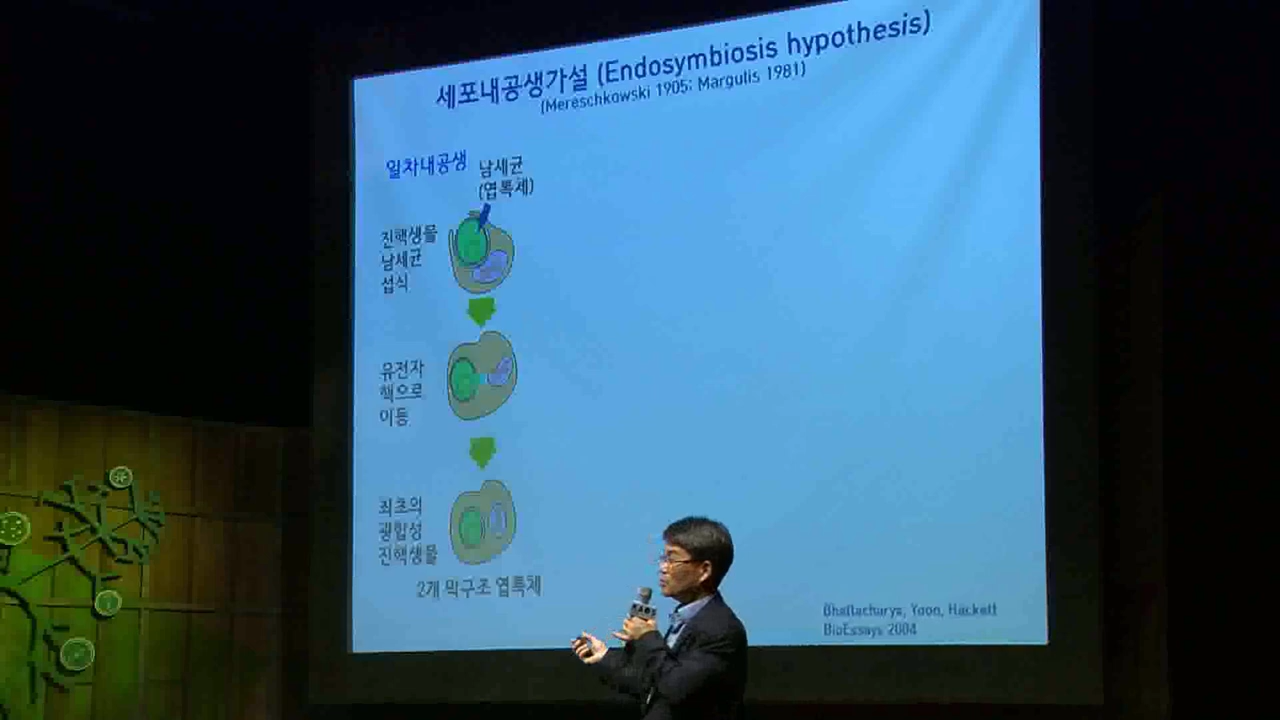 세포내공생가설 (Endosymbiosis hypothesis)
(Mereschkowski 1905; Margulis 1981)
일차내공생
남세균
(엽록체)
진핵생물
남세균
섭식
유전자
핵으로
이동
최초의
광합성
진핵생물
2개 막구조 엽록체
Bhattacharya, Yoon, Hackett
BioEssays 2004